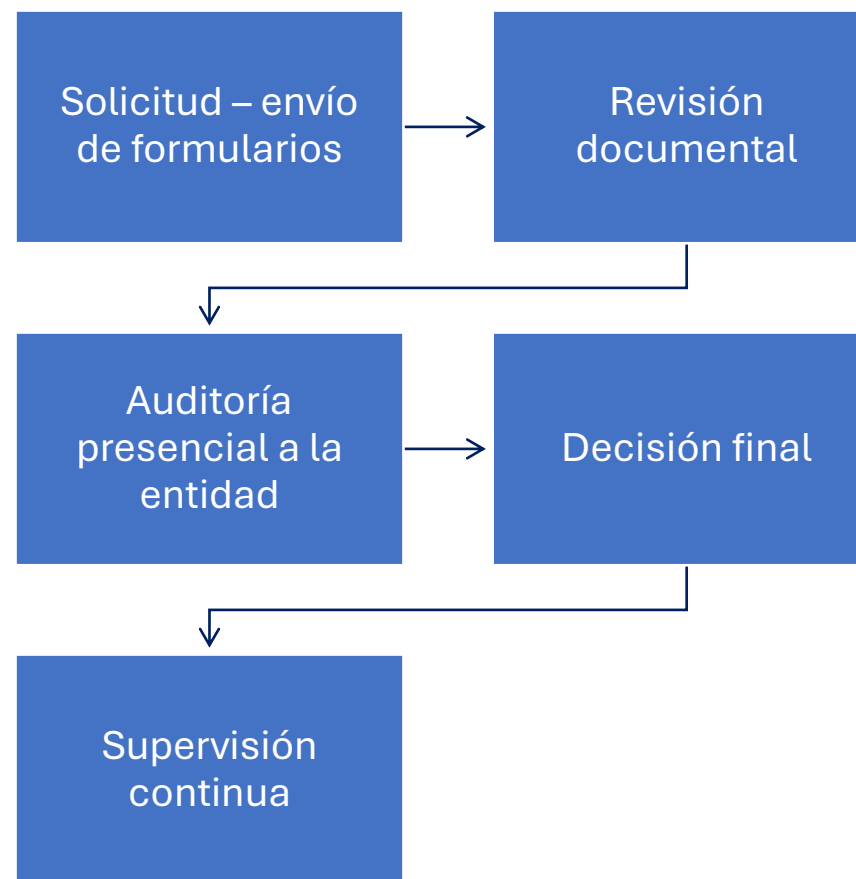 Solicitud – envío
de formularios
Revisión
documental
Auditoría
presencial a la
entidad
Decisión final
Supervisión
continua